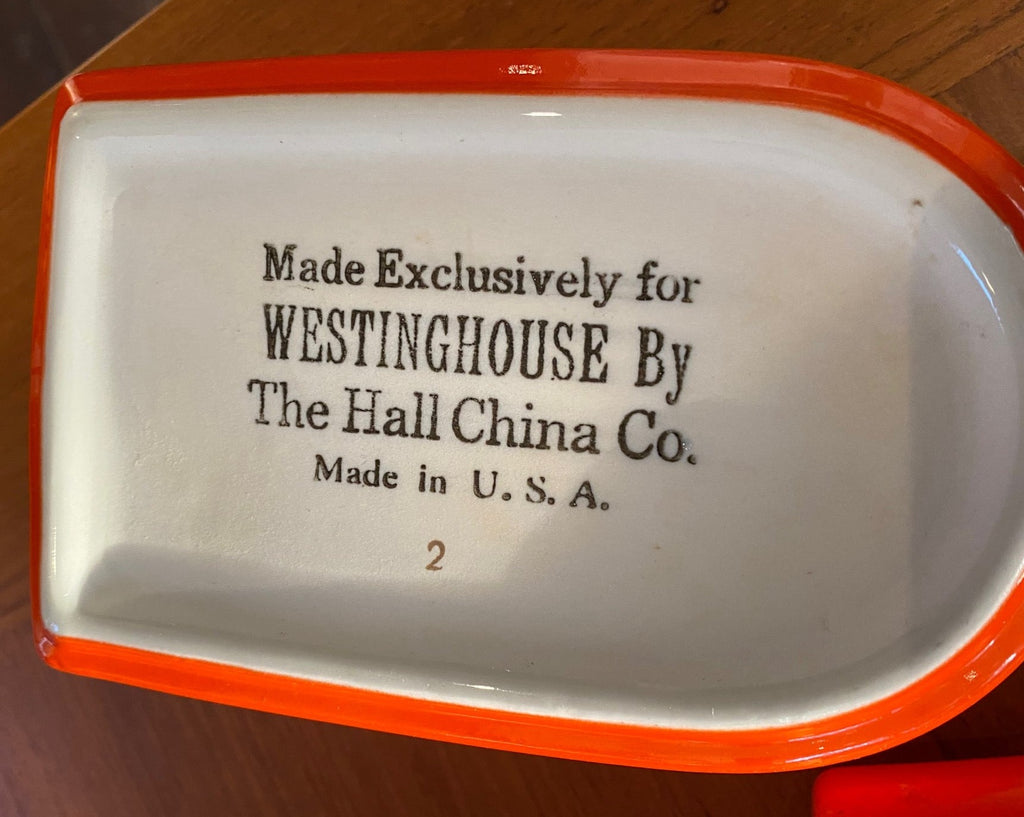 Made Exclusively for
WESTINGHOUSE By
The Hall China Co.
Made in U. S. A.
2